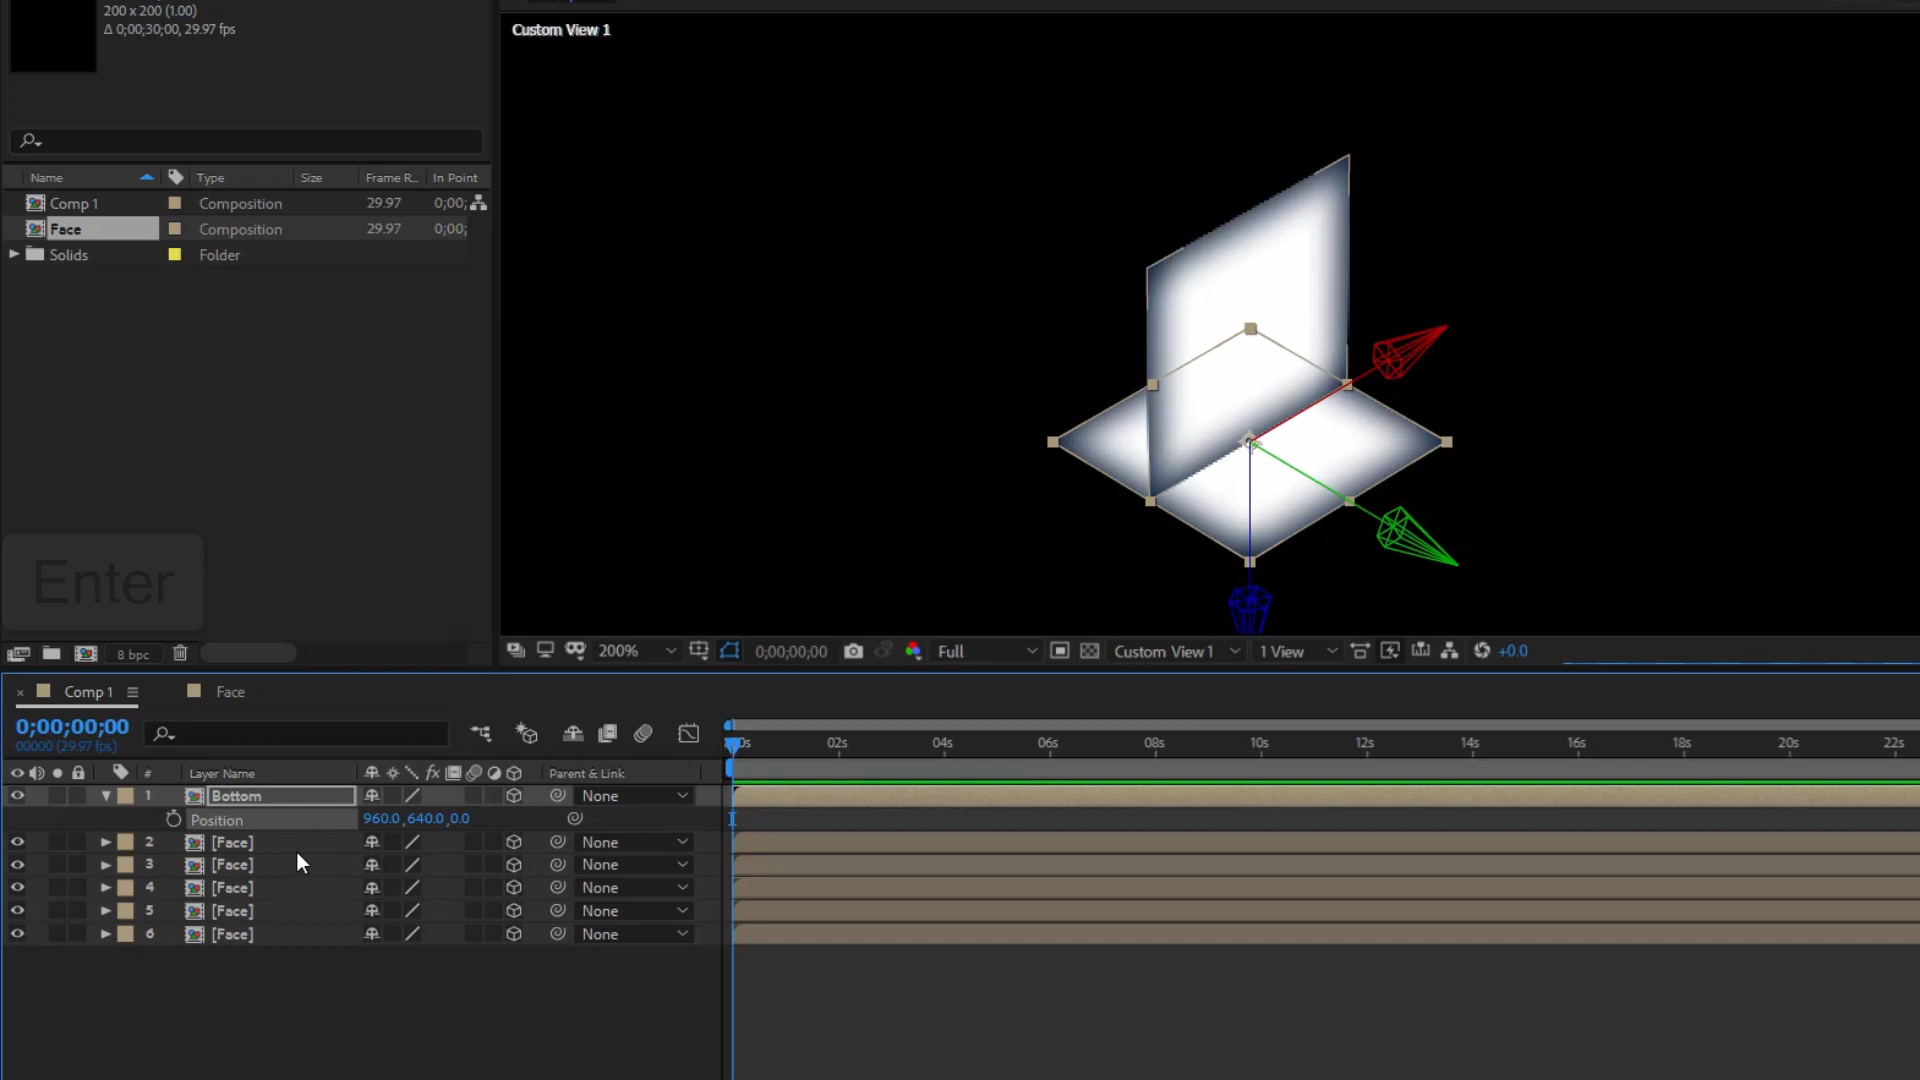 200 x 200 (1.00)
Δ 0;00;30;00, 29.97 fps
Custom View 1
Name Type Size Frame R... In Point
Comp 1 Composition 29.97 0;00;
Face Composition 29.97 0;00;
Solids Folder
Enter
8 bpc
200% 0;00;00;00 Full Custom View 1 1 View +0.0
Comp 1 Face
0;00;00;00
00000 (29.97 fps)
02s 04s 06s 08s 10s 12s 14s 16s 18s 20s 22s
# Layer Name fx Parent & Link
1 Bottom None
Position 960.0,640.0,0.0
2 [Face] None
3 [Face] None
4 [Face] None
5 [Face] None
6 [Face] None